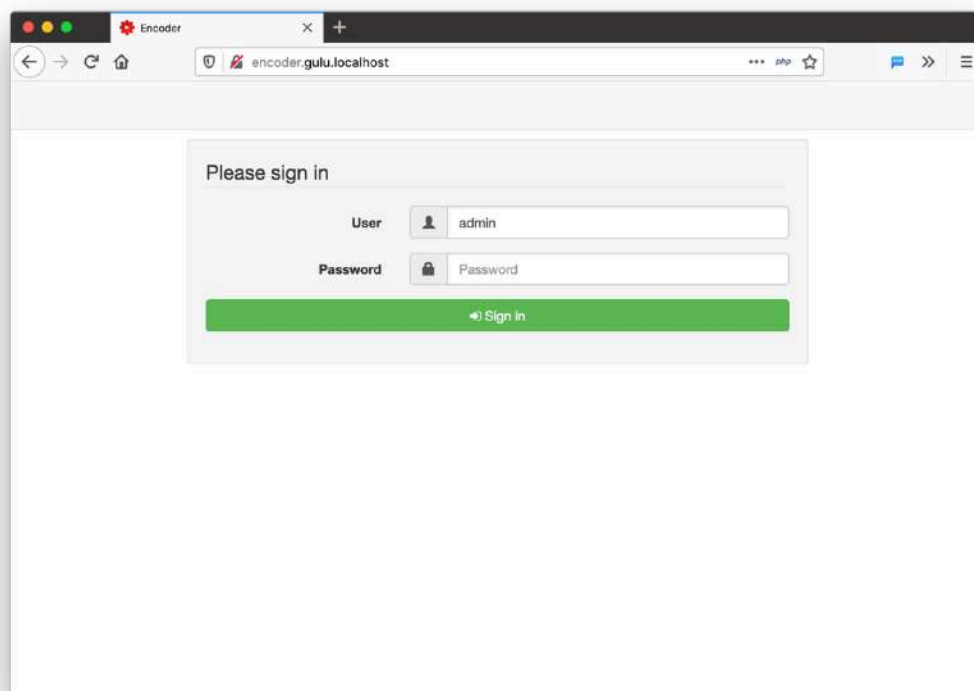 Encoder
encoder.gulu.localhost
php
Please sign in
User
admin
Password
Password
Sign in